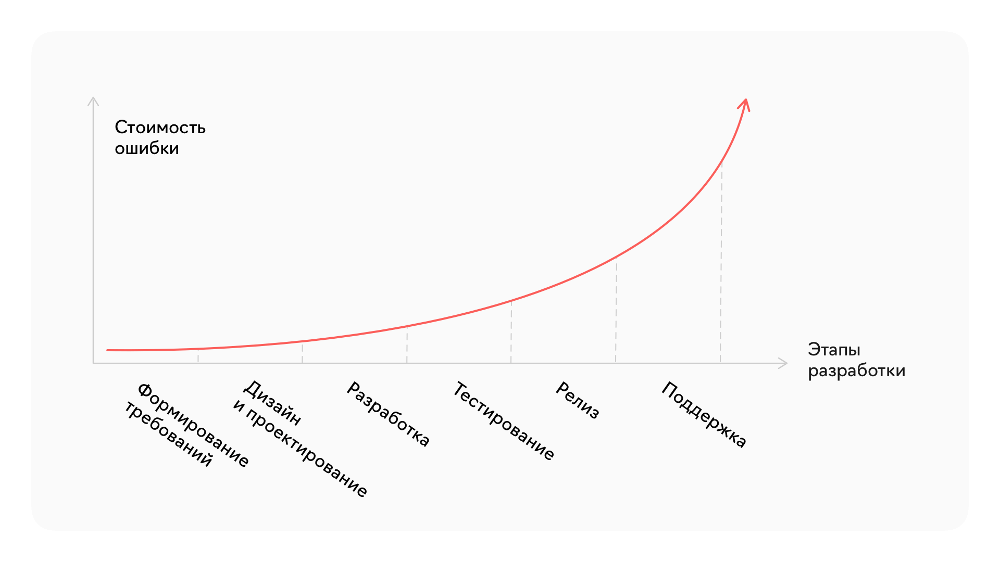 Стоимость
ошибки
Этапы
разработки
Формирование
требований
Дизайн
и проектирование
Разработка
Тестирование
Релиз
Поддержка